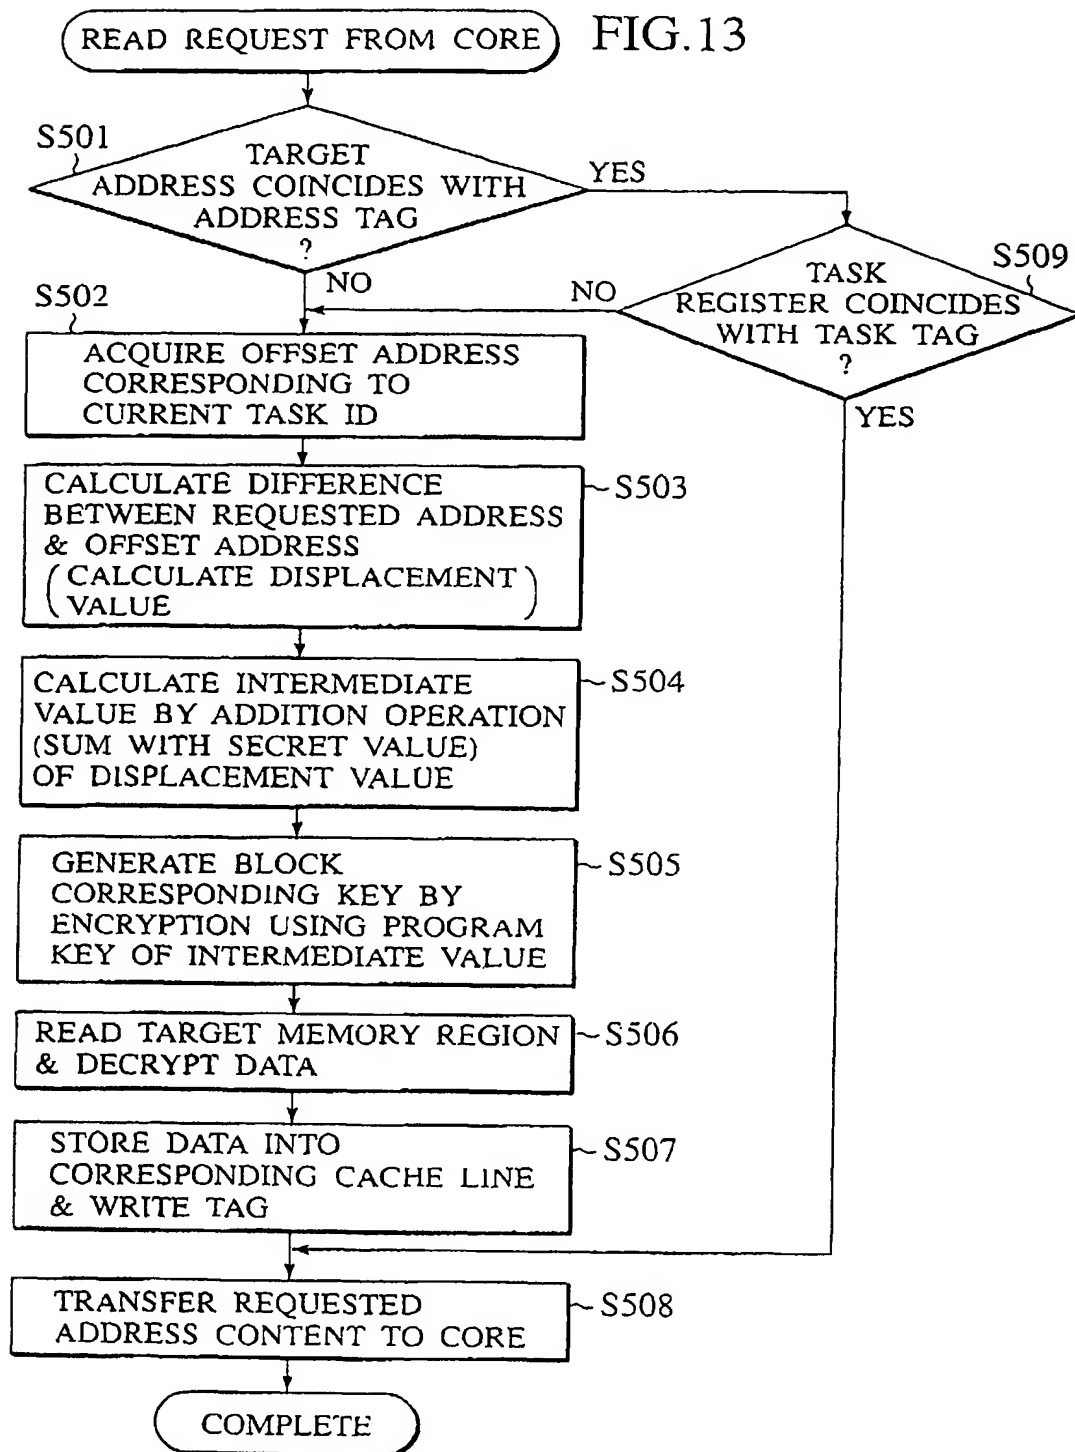 READ REQUEST FROM CORE
FIG.13
S501
TARGET
ADDRESS COINCIDES WITH
ADDRESS TAG
?
YES
NO
S509
TASK
REGISTER COINCIDES
WITH TASK TAG
?
NO
YES
S502
ACQUIRE OFFSET ADDRESS
CORRESPONDING TO
CURRENT TASK ID
CALCULATE DIFFERENCE
BETWEEN REQUESTED ADDRESS
& OFFSET ADDRESS
(CALCULATE DISPLACEMENT
VALUE)
S503
CALCULATE INTERMEDIATE
VALUE BY ADDITION OPERATION
(SUM WITH SECRET VALUE)
OF DISPLACEMENT VALUE
S504
GENERATE BLOCK
CORRESPONDING KEY BY
ENCRYPTION USING PROGRAM
KEY OF INTERMEDIATE VALUE
S505
READ TARGET MEMORY REGION
& DECRYPT DATA
S506
STORE DATA INTO
CORRESPONDING CACHE LINE
& WRITE TAG
S507
TRANSFER REQUESTED
ADDRESS CONTENT TO CORE
S508
COMPLETE